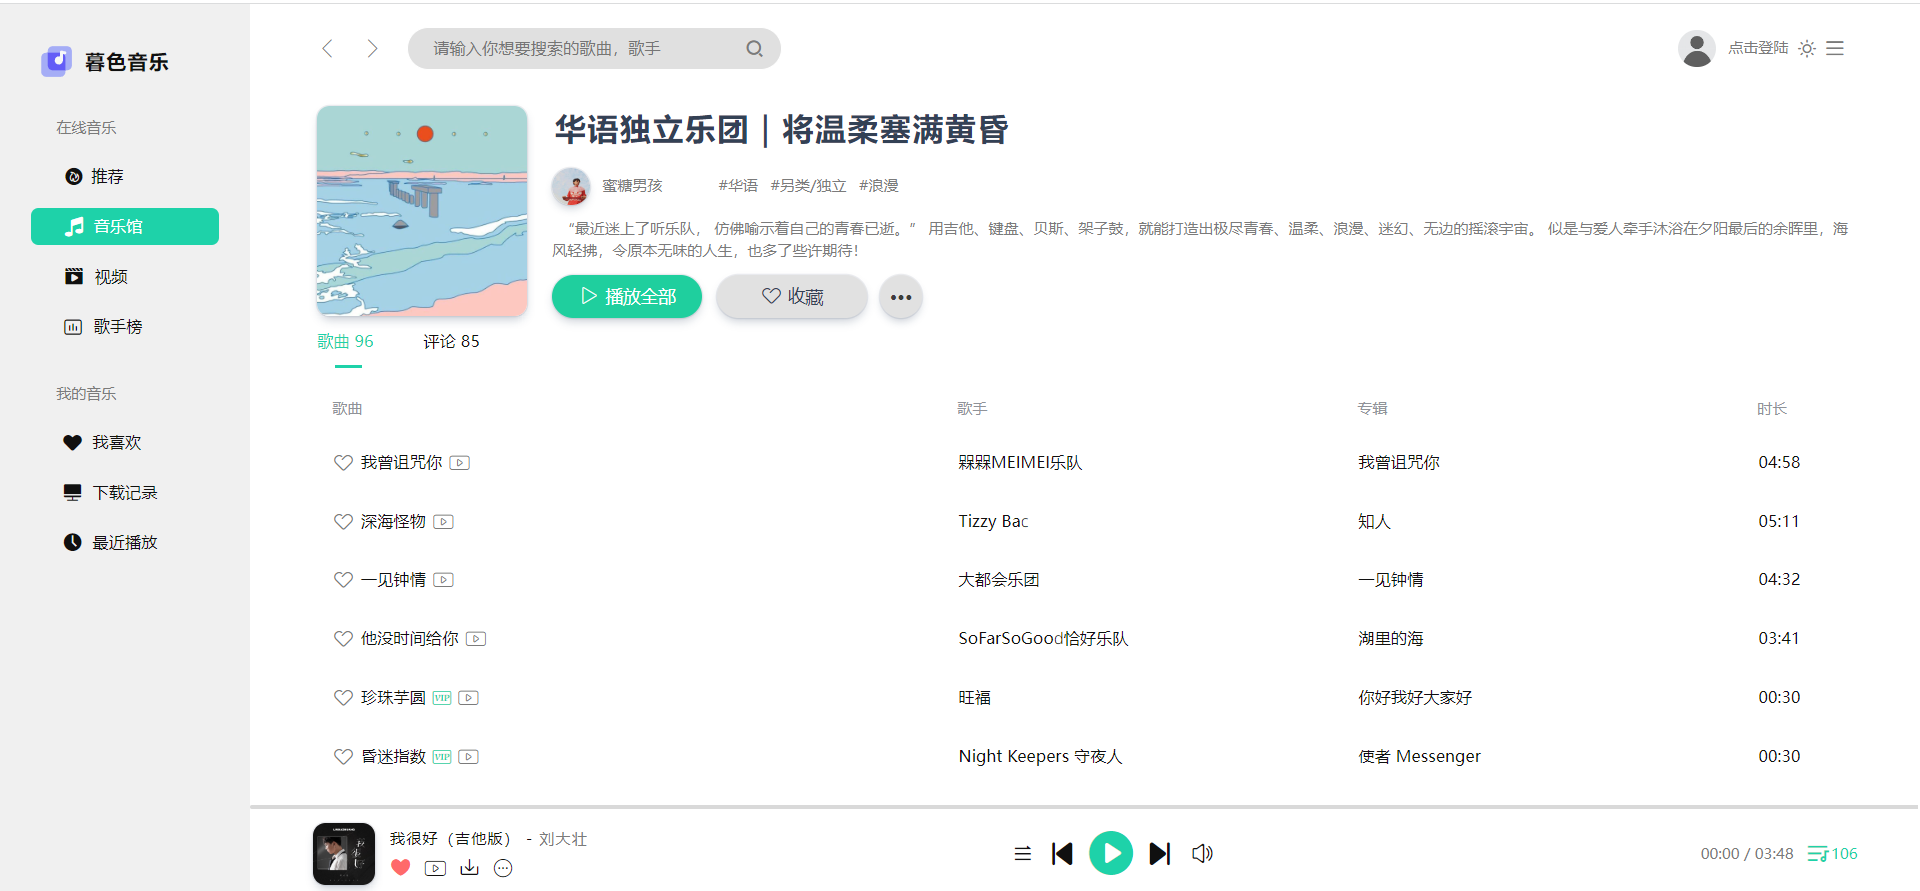 暮色音乐
在线音乐
推荐
音乐馆
视频
歌手榜
我的音乐
我喜欢
下载记录
最近播放
请输入你想要搜索的歌曲，歌手
点击登陆
华语独立乐团｜将温柔塞满黄昏
蜜糖男孩 #华语 #另类/独立 #浪漫
“最近迷上了听乐队， 仿佛喻示着自己的青春已逝。” 用吉他、键盘、贝斯、架子鼓，就能打造出极尽青春、温柔、浪漫、迷幻、无边的摇滚宇宙。 似是与爱人牵手沐浴在夕阳最后的余晖里，海
风轻拂，令原本无味的人生，也多了些许期待！
播放全部 收藏
歌曲 96 评论 85
歌曲 歌手 专辑 时长
我曾诅咒你 槑槑MEIMEI乐队 我曾诅咒你 04:58
深海怪物 Tizzy Bac 知人 05:11
一见钟情 大都会乐团 一见钟情 04:32
他没时间给你 SoFarSoGood恰好乐队 湖里的海 03:41
珍珠芋圆 VIP 旺福 你好我好大家好 00:30
昏迷指数 VIP Night Keepers 守夜人 使者 Messenger 00:30
我很好（吉他版） - 刘大壮
00:00 / 03:48 106